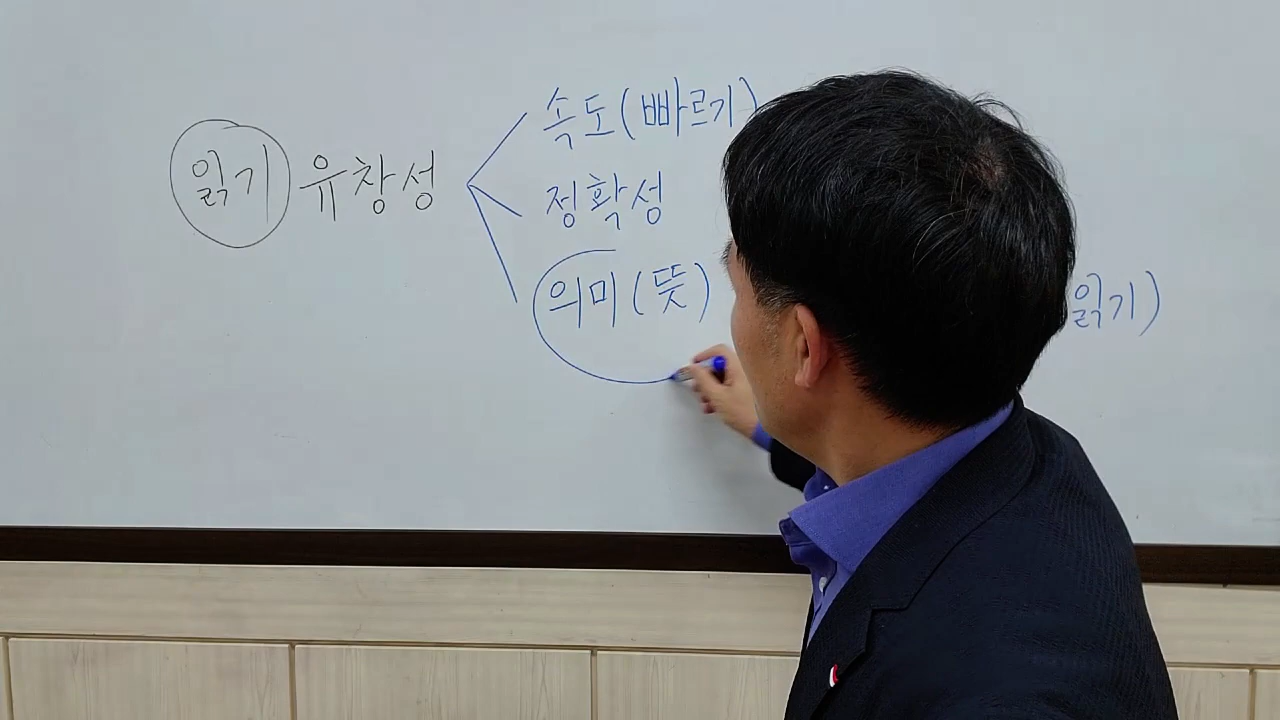 읽기 유창성
속도(빠르기)
정확성
의미(뜻) 읽기)